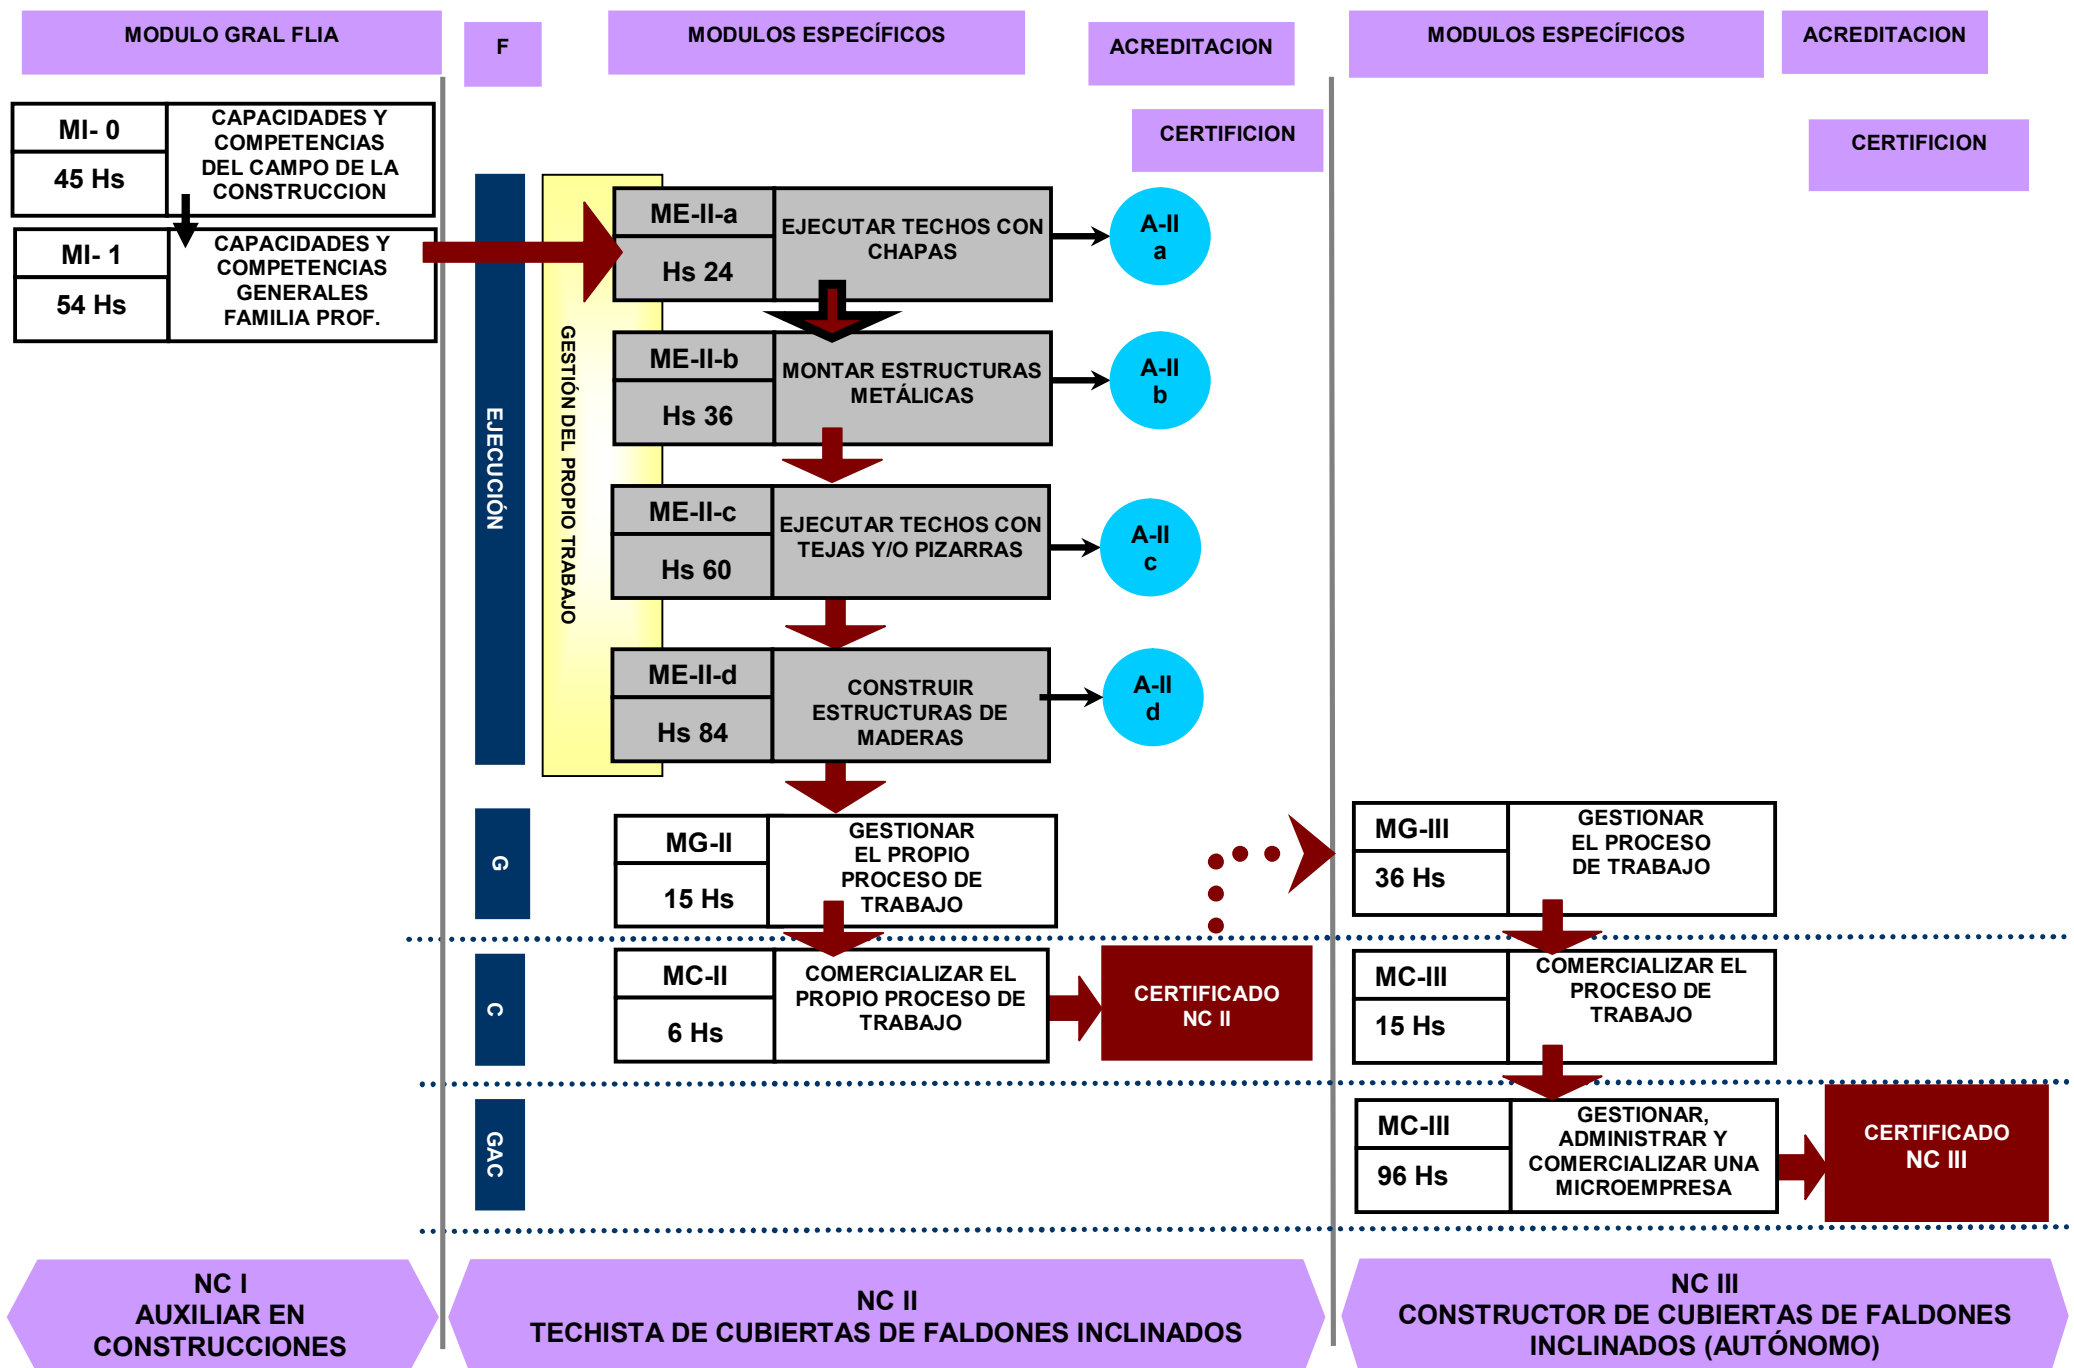 MODULO GRAL FLIA
F
MODULOS ESPECÍFICOS
ACREDITACION
MODULOS ESPECÍFICOS
ACREDITACION
CERTIFICION
CERTIFICION
MI- 0
45 Hs
CAPACIDADES Y
COMPETENCIAS
DEL CAMPO DE LA
CONSTRUCCION
MI- 1
54 Hs
CAPACIDADES Y
COMPETENCIAS
GENERALES
FAMILIA PROF.
EJECUCIÓN
GESTIÓN DEL PROPIO TRABAJO
ME-II-a
Hs 24
EJECUTAR TECHOS CON
CHAPAS
A-II
a
ME-II-b
Hs 36
MONTAR ESTRUCTURAS
METÁLICAS
A-II
b
ME-II-c
Hs 60
EJECUTAR TECHOS CON
TEJAS Y/O PIZARRAS
A-II
c
ME-II-d
Hs 84
CONSTRUIR
ESTRUCTURAS DE
MADERAS
A-II
d
G
MG-II
15 Hs
GESTIONAR
EL PROPIO
PROCESO DE
TRABAJO
MG-III
36 Hs
GESTIONAR
EL PROCESO
DE TRABAJO
C
MC-II
6 Hs
COMERCIALIZAR EL
PROPIO PROCESO DE
TRABAJO
CERTIFICADO
NC II
MC-III
15 Hs
COMERCIALIZAR EL
PROCESO DE
TRABAJO
GAC
MC-III
96 Hs
GESTIONAR,
ADMINISTRAR Y
COMERCIALIZAR UNA
MICROEMPRESA
CERTIFICADO
NC III
NC I
AUXILIAR EN
CONSTRUCCIONES
NC II
TECHISTA DE CUBIERTAS DE FALDONES INCLINADOS
NC III
CONSTRUCTOR DE CUBIERTAS DE FALDONES
INCLINADOS (AUTÓNOMO)